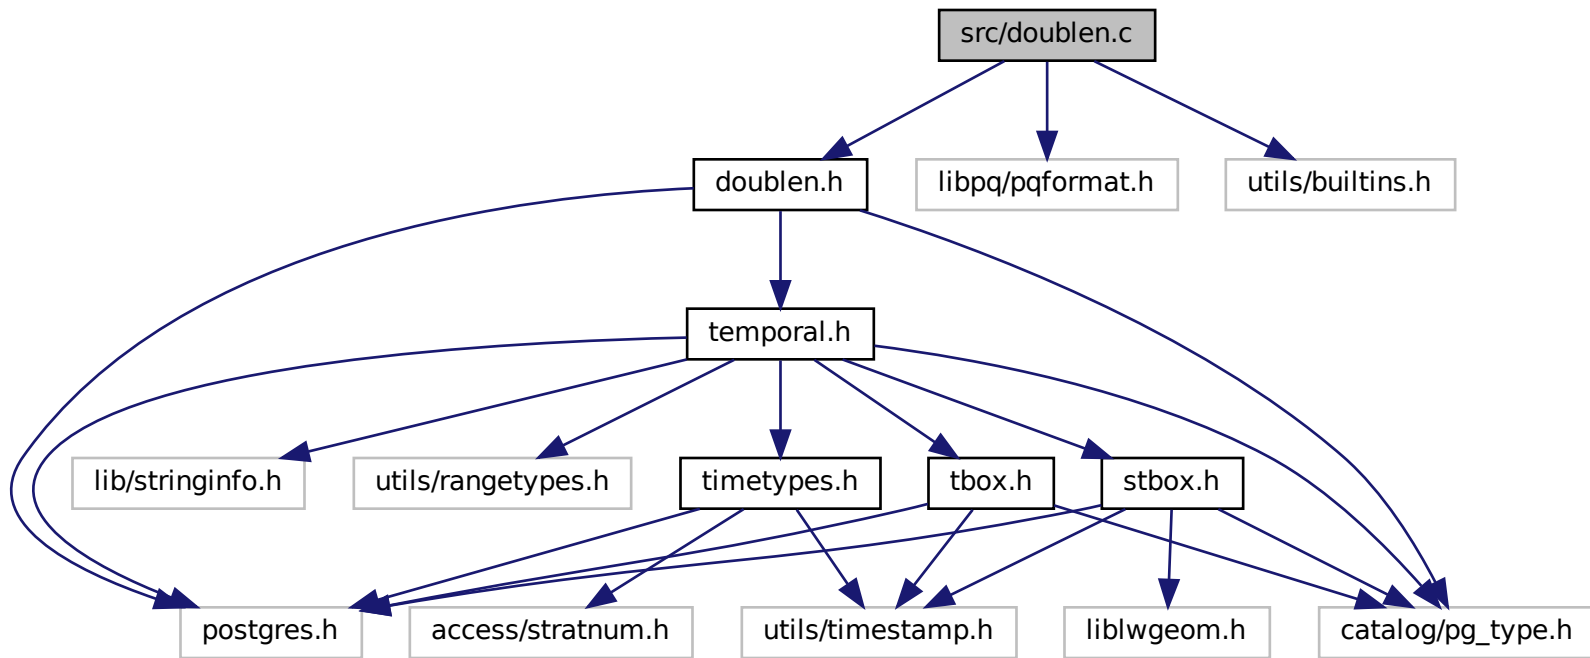 src/doublen.c
doublen.h
libpq/pqformat.h
utils/builtins.h
temporal.h
lib/stringinfo.h
utils/rangetypes.h
timetypes.h
tbox.h
stbox.h
postgres.h
access/stratnum.h
utils/timestamp.h
liblwgeom.h
catalog/pg_type.h